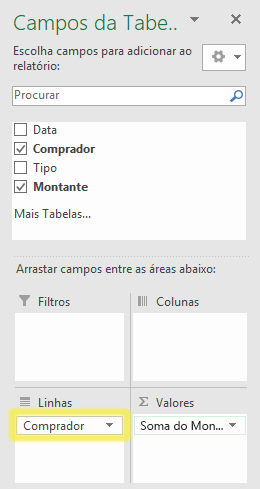 Campos da Tabe..
Escolha campos para adicionar ao
relatório:
Procurar
Data
Comprador
Tipo
Montante
Mais Tabelas...
Arrastar campos entre as áreas abaixo:
Filtros
Colunas
Linhas
Σ Valores
Comprador
Soma do Mon...